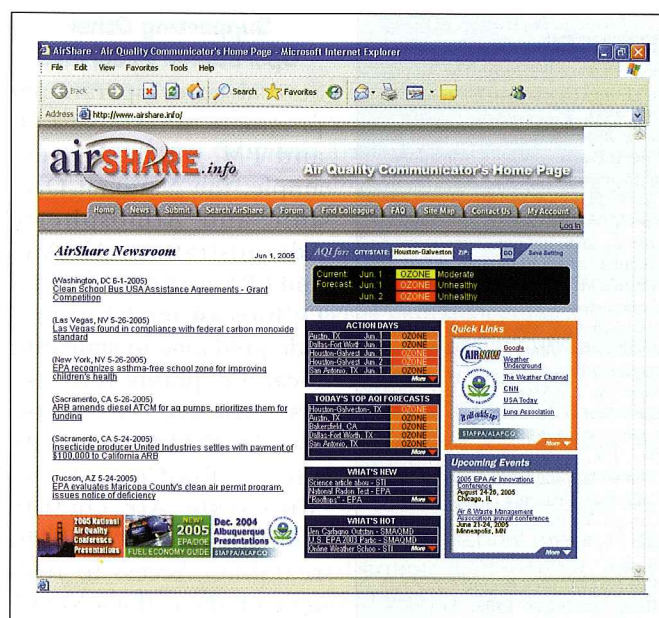 AirShare - Air Quality Communicator's Home Page - Microsoft Internet Explorer
File Edit View Favorites Tools Help
Back Search Favorites
Address http://www.airshare.info/
airSHARE.info
Air Quality Communicator's Home Page
Home News Submit Search AirShare Forum Find Colleague FAQ Site Map Contact Us My Account
Log In
AirShare Newsroom Jun 1, 2005
(Washington, DC 6-1-2005)
Clean School Bus USA Assistance Agreements - Grant
Competition
(Las Vegas, NV 5-26-2005)
Las Vegas found in compliance with federal carbon monoxide
standard
(New York, NY 5-26-2005)
EPA recognizes asthma-free school zone for improving
children's health
(Sacramento, CA 5-26-2005)
ARB amends diesel ATCM for ag pumps, prioritizes them for
funding
(Sacramento, CA 5-24-2005)
Insecticide producer United Industries settles with payment of
$100,000 to California ARB
(Tucson, AZ 5-24-2005)
EPA evaluates Maricopa County's clean air permit program,
issues notice of deficiency
2005 National
Air Quality
Conference
Presentations
NEW!
2005
EPA/DOE
FUEL ECONOMY GUIDE
Dec. 2004
Albuquerque
Presentations
STAPPA/ALAPCO
AQI for: CITY/STATE: Houston-Galveston ZIP: GO Save Setting
Current: Jun. 1 OZONE Moderate
Forecast: Jun. 1 OZONE Unhealthy
Jun. 2 OZONE Unhealthy
ACTION DAYS
Austin, TX Jun. 1 OZONE
Dallas-Fort Wort Jun. 1 OZONE
Houston-Galvest Jun. 1 OZONE
Houston-Galvest Jun. 2 OZONE
San Antonio, TX Jun. 1 OZONE
More
TODAY'S TOP AQI FORECASTS
Houston-Galveston-, TX OZONE
Austin, TX OZONE
Bakersfield, CA OZONE
Dallas-Fort Worth, TX OZONE
San Antonio, TX OZONE
More
WHAT'S NEW
Science article abou - STI
National Radon Test - EPA
"Rooftops" - EPA
More
WHAT'S HOT
Jen Carbamo Outstan - SMAQMD
U.S. EPA 2003 Partic - SMAQMD
Online Weather Schoo - STI
More
Quick Links
AIRNOW
Google
Weather
Underground
The Weather Channel
CNN
USA Today
Lung Association
It all adds up!
STAPPA/ALAPCO
More
Upcoming Events
2005 EPA Air Innovations
Conference
August 24-26, 2005
Chicago, IL
Air & Waste Management
Association annual conference
June 21-24, 2005
Minneapolis, MN
More